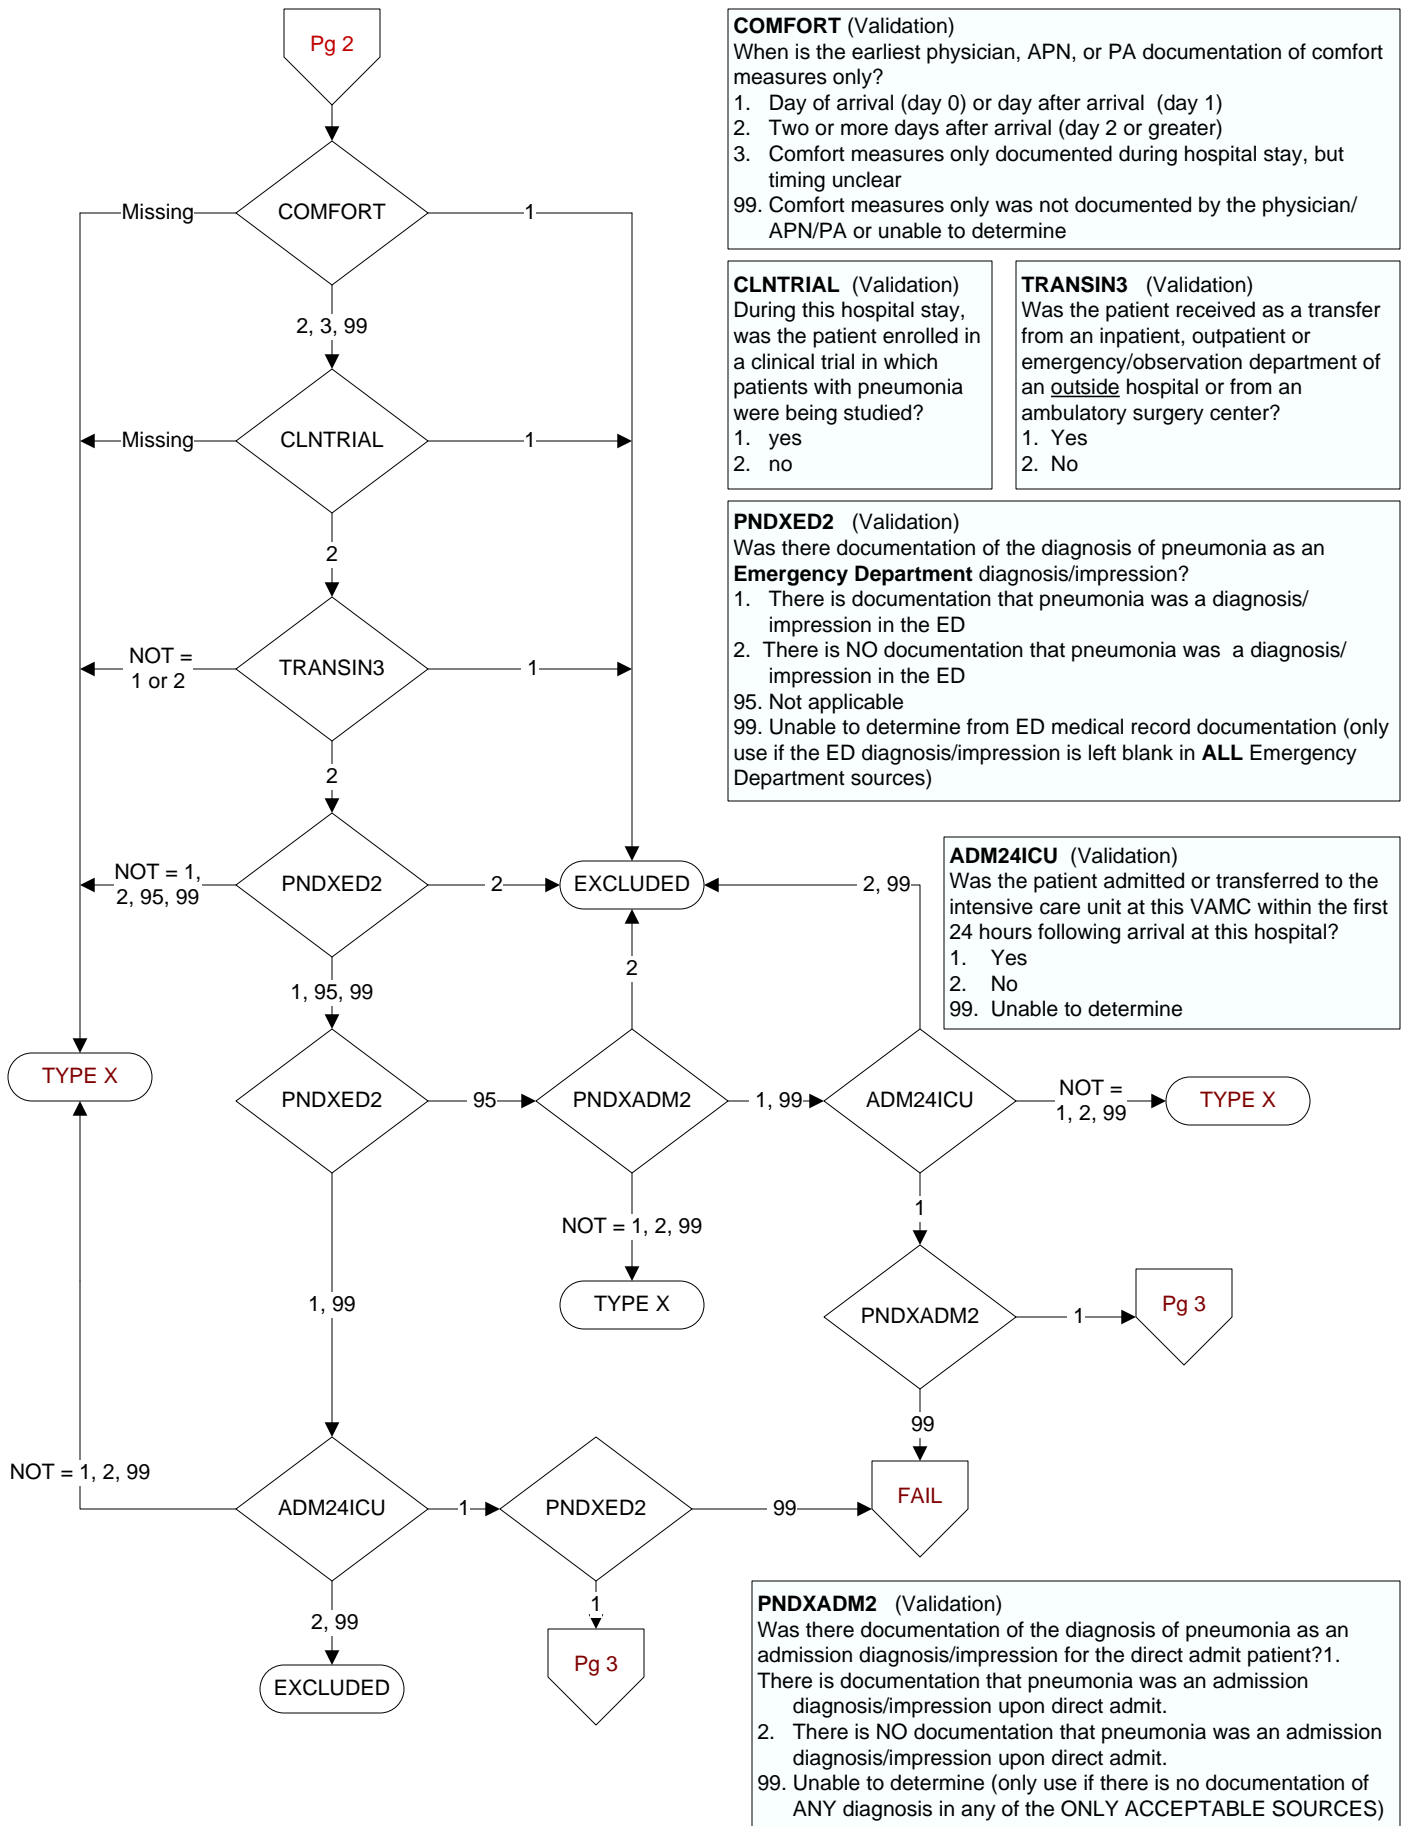 Pg 2
COMFORT (Validation)
When is the earliest physician, APN, or PA documentation of comfort
measures only?
1. Day of arrival (day 0) or day after arrival (day 1)
2. Two or more days after arrival (day 2 or greater)
3. Comfort measures only documented during hospital stay, but
timing unclear
99. Comfort measures only was not documented by the physician/
APN/PA or unable to determine
Missing
COMFORT
1
2, 3, 99
CLNTRIAL (Validation)
During this hospital stay,
was the patient enrolled in
a clinical trial in which
patients with pneumonia
were being studied?
1. yes
2. no
TRANSIN3 (Validation)
Was the patient received as a transfer
from an inpatient, outpatient or
emergency/observation department of
an outside hospital or from an
ambulatory surgery center?
1. Yes
2. No
Missing
CLNTRIAL
1
2
PNDXED2 (Validation)
Was there documentation of the diagnosis of pneumonia as an
Emergency Department diagnosis/impression?
1. There is documentation that pneumonia was a diagnosis/
impression in the ED
2. There is NO documentation that pneumonia was a diagnosis/
impression in the ED
95. Not applicable
99. Unable to determine from ED medical record documentation (only
use if the ED diagnosis/impression is left blank in ALL Emergency
Department sources)
NOT =
1 or 2
TRANSIN3
1
2
NOT = 1,
2, 95, 99
PNDXED2
2
EXCLUDED
2, 99
ADM24ICU (Validation)
Was the patient admitted or transferred to the
intensive care unit at this VAMC within the first
24 hours following arrival at this hospital?
1. Yes
2. No
99. Unable to determine
1, 95, 99
2
TYPE X
PNDXED2
95
PNDXADM2
1, 99
ADM24ICU
NOT =
1, 2, 99
TYPE X
1
NOT = 1, 2, 99
TYPE X
1, 99
PNDXADM2
1
Pg 3
99
NOT = 1, 2, 99
ADM24ICU
1
PNDXED2
99
FAIL
2, 99
1
EXCLUDED
Pg 3
PNDXADM2 (Validation)
Was there documentation of the diagnosis of pneumonia as an
admission diagnosis/impression for the direct admit patient?1.
There is documentation that pneumonia was an admission
diagnosis/impression upon direct admit.
2. There is NO documentation that pneumonia was an admission
diagnosis/impression upon direct admit.
99. Unable to determine (only use if there is no documentation of
ANY diagnosis in any of the ONLY ACCEPTABLE SOURCES)